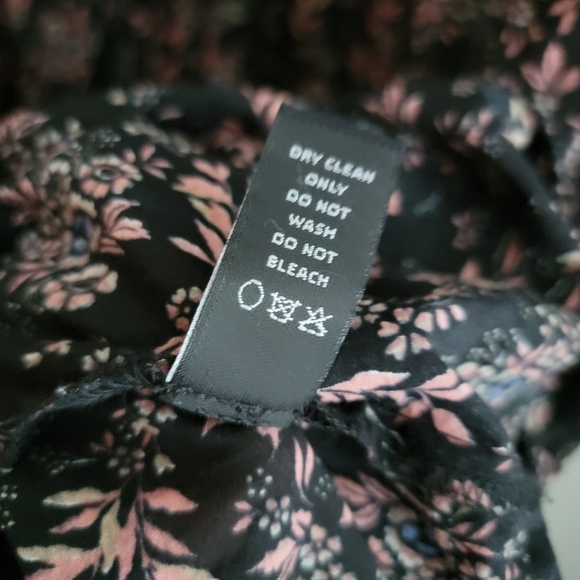 DRY CLEAN
ONLY
DO NOT
WASH
DO NOT
BLEACH